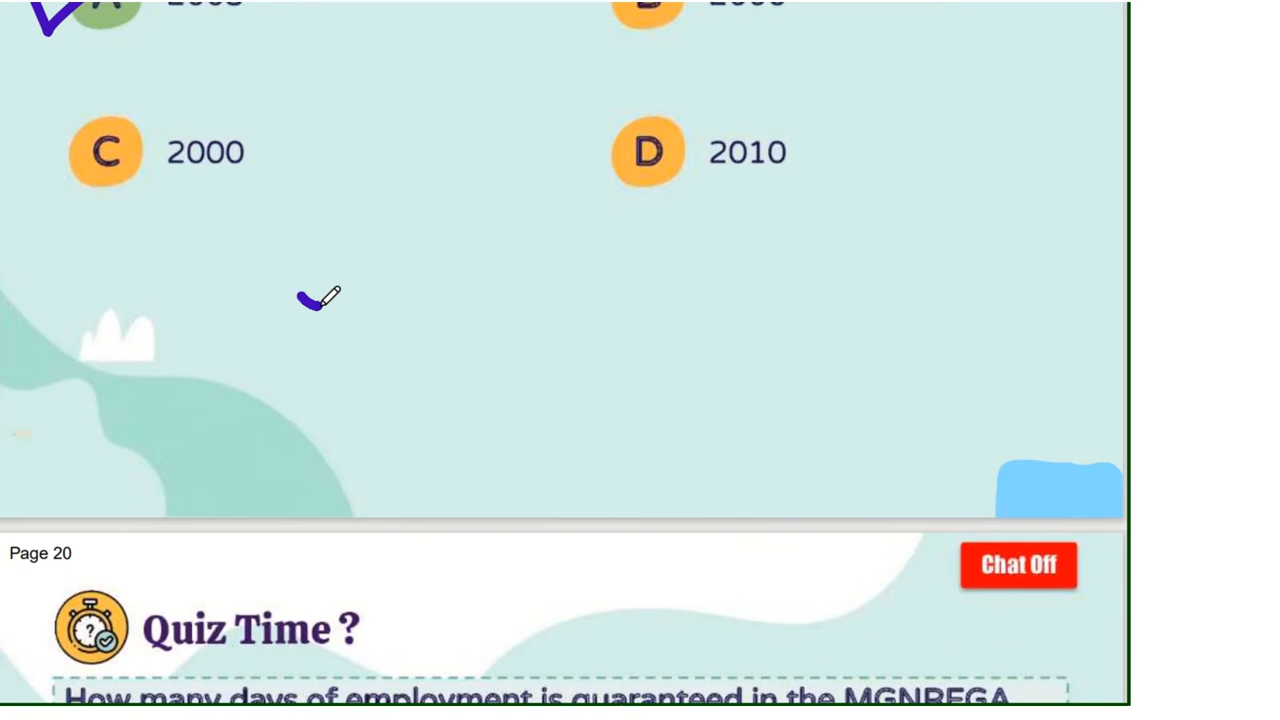 C 2000
D 2010
Page 20
Chat Off
Quiz Time ?
How many days of employment is guaranteed in the MGNREGA